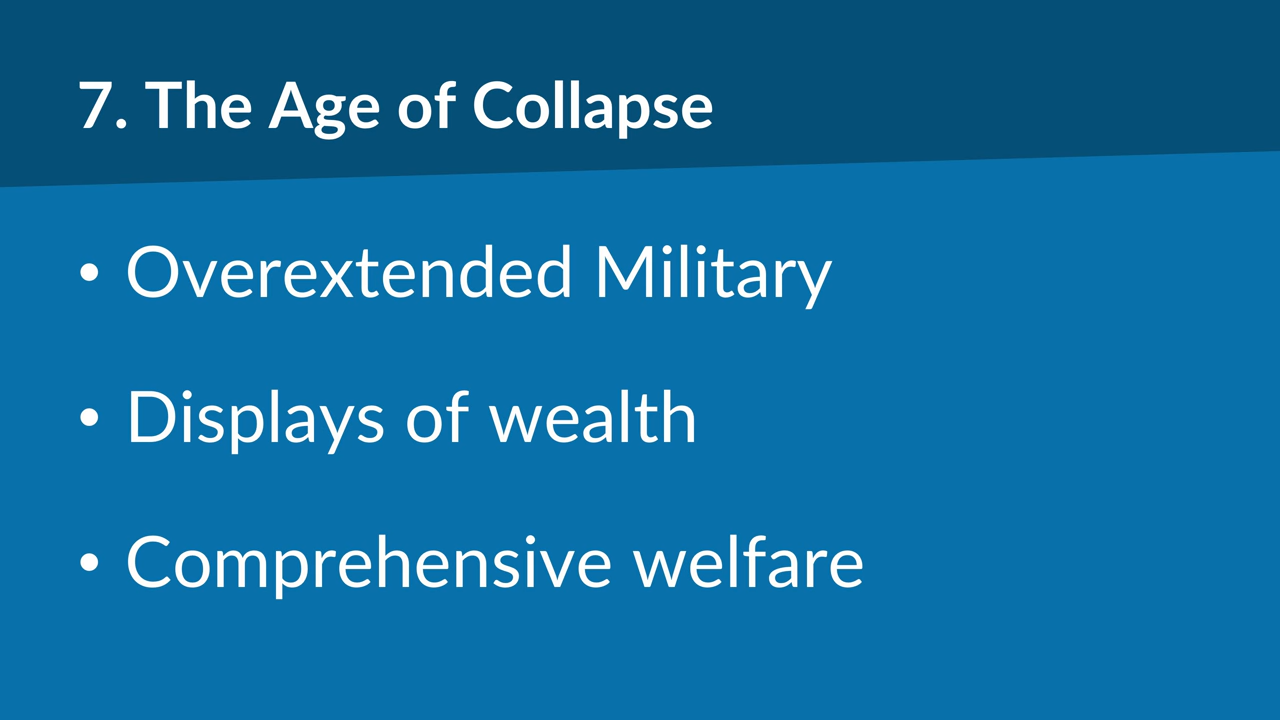 7. The Age of Collapse
• Overextended Military
• Displays of wealth
• Comprehensive welfare